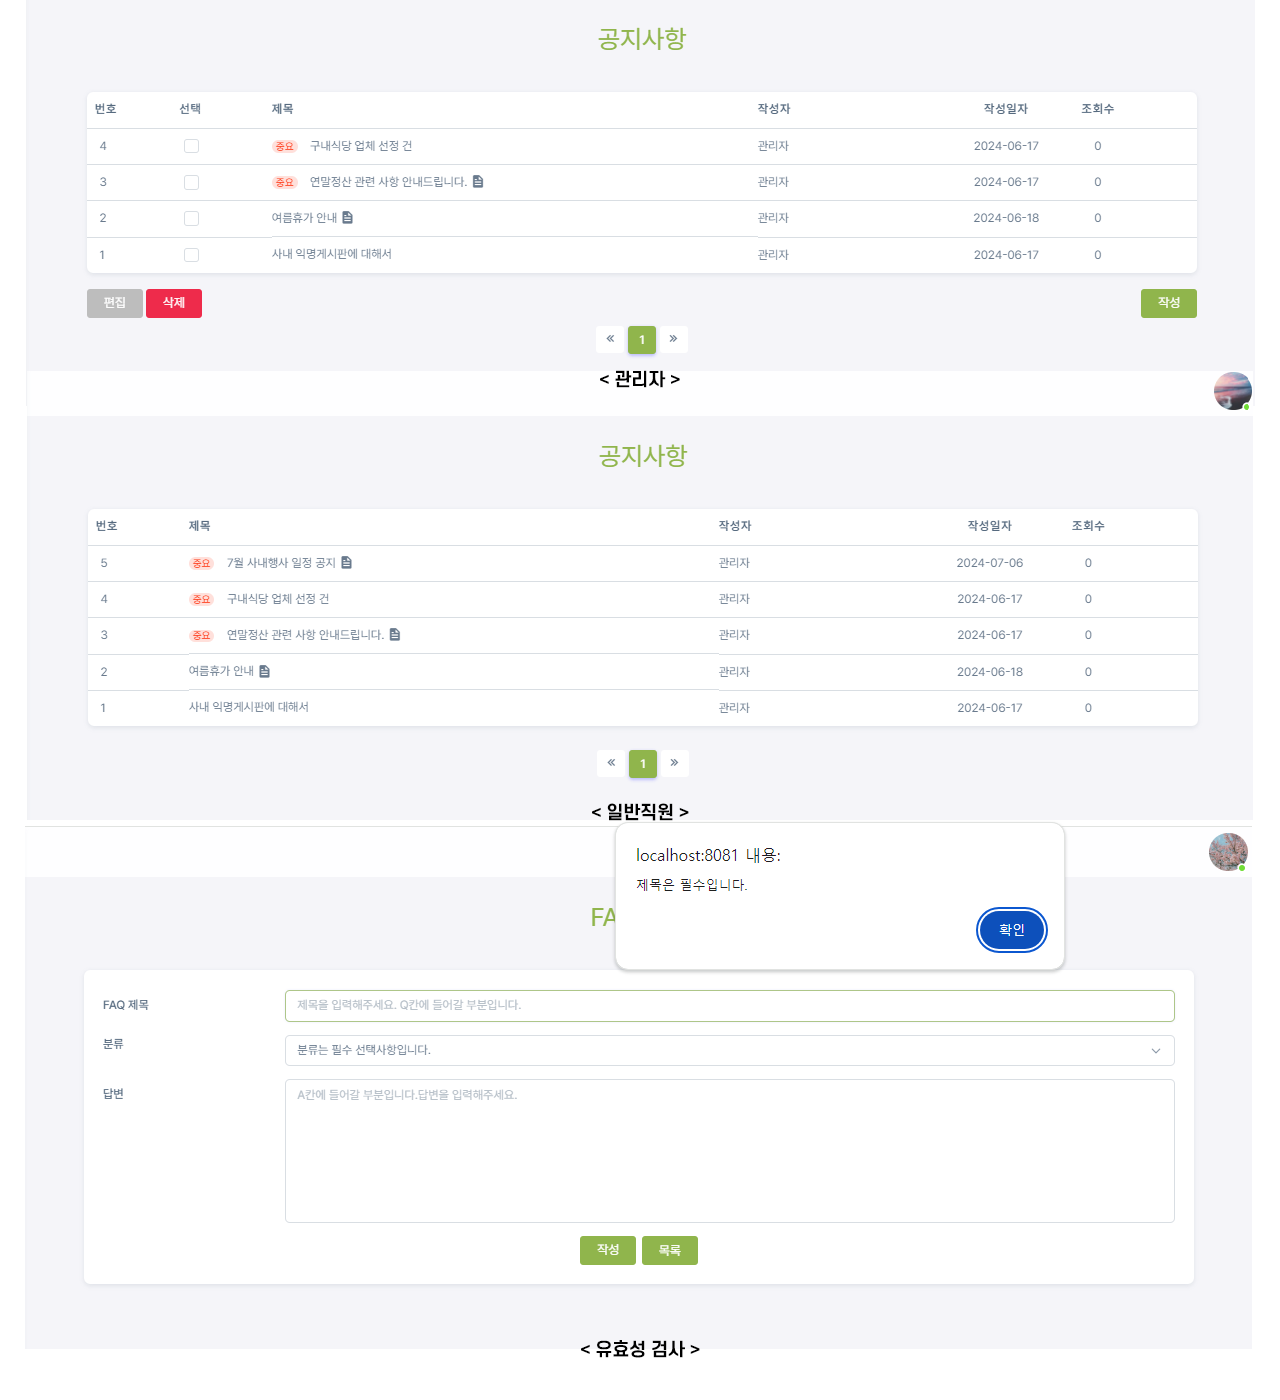 공지사항
번호 선택 제목 작성자 작성일자 조회수
4 중요 구내식당 업체 선정 건 관리자 2024-06-17 0
3 중요 연말정산 관련 사항 안내드립니다. 관리자 2024-06-17 0
2 여름휴가 안내 관리자 2024-06-18 0
1 사내 익명게시판에 대해서 관리자 2024-06-17 0
편집 삭제 작성
« 1 »
< 관리자 >
공지사항
번호 제목 작성자 작성일자 조회수
5 중요 7월 사내행사 일정 공지 관리자 2024-07-06 0
4 중요 구내식당 업체 선정 건 관리자 2024-06-17 0
3 중요 연말정산 관련 사항 안내드립니다. 관리자 2024-06-17 0
2 여름휴가 안내 관리자 2024-06-18 0
1 사내 익명게시판에 대해서 관리자 2024-06-17 0
« 1 »
< 일반직원 >
localhost:8081 내용:
제목은 필수입니다.
확인
FA
FAQ 제목 제목을 입력해주세요. Q칸에 들어갈 부분입니다.
분류 분류는 필수 선택사항입니다.
답변 A칸에 들어갈 부분입니다.답변을 입력해주세요.
작성 목록
< 유효성 검사 >